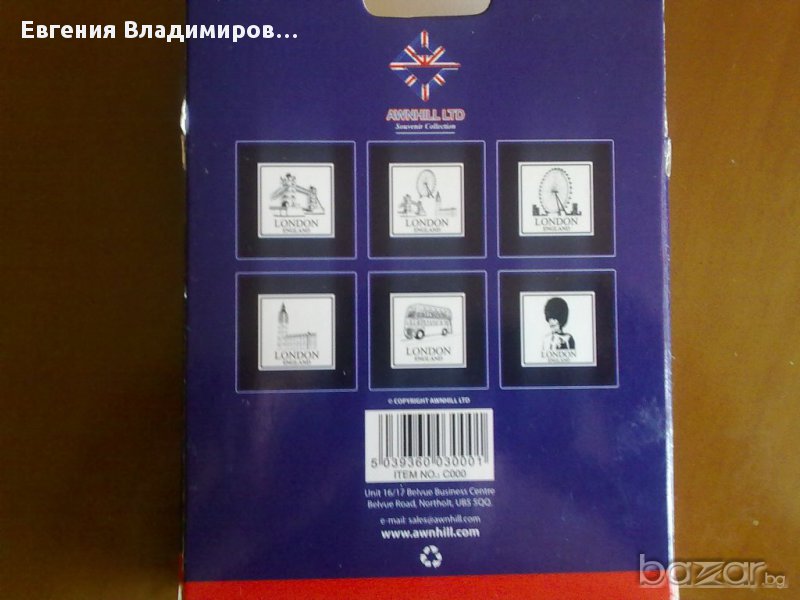 Евгения Владимиров...
AWNHILL LTD
Souvenir Collection
LONDON
ENGLAND
LONDON
ENGLAND
LONDON
ENGLAND
LONDON
ENGLAND
LONDON
ENGLAND
LONDON
ENGLAND
© COPYRIGHT AWNHILL LTD
5 039360 030001
ITEM NO.: C000
Unit 16/17 Belvue Business Centre
Belvue Road, Northolt, UB5 5QQ.
e-mail: sales@awnhill.com
www.awnhill.com
bazar.bg